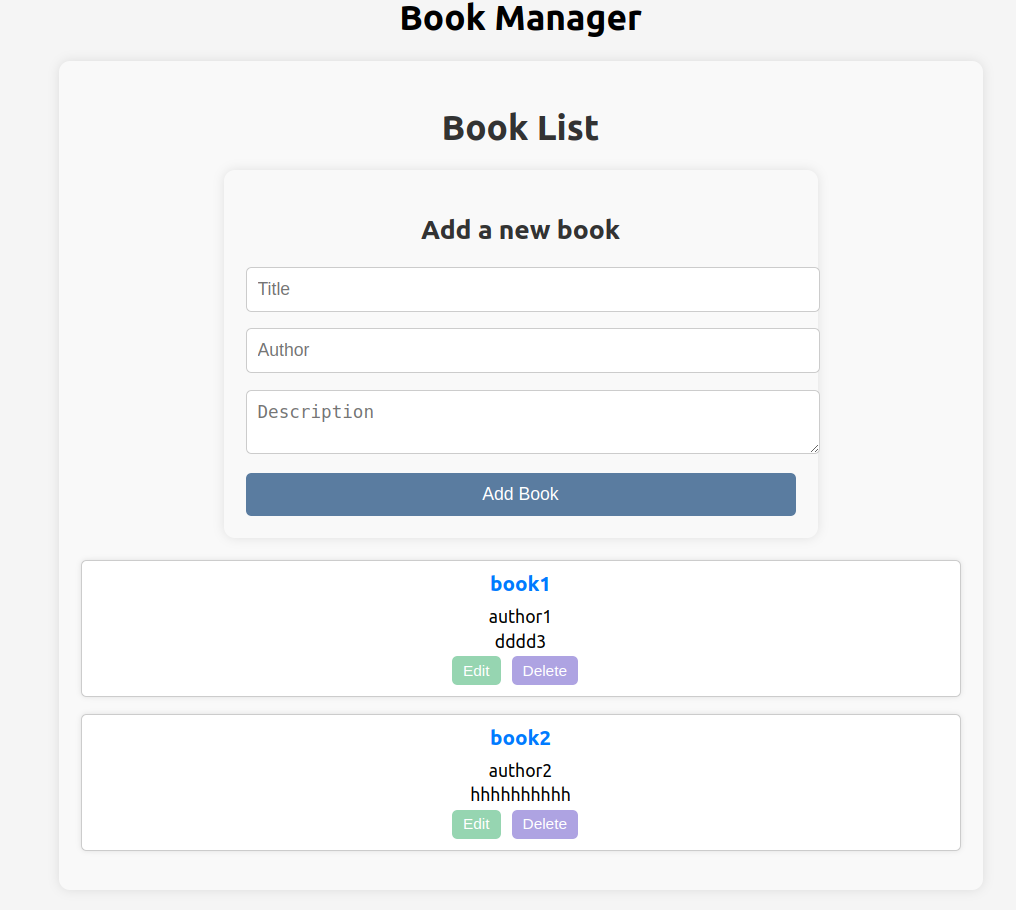 Book Manager
Book List
Add a new book
Title
Author
Description
Add Book
book1
author1
dddd3
Edit Delete
book2
author2
hhhhhhhhhh
Edit Delete